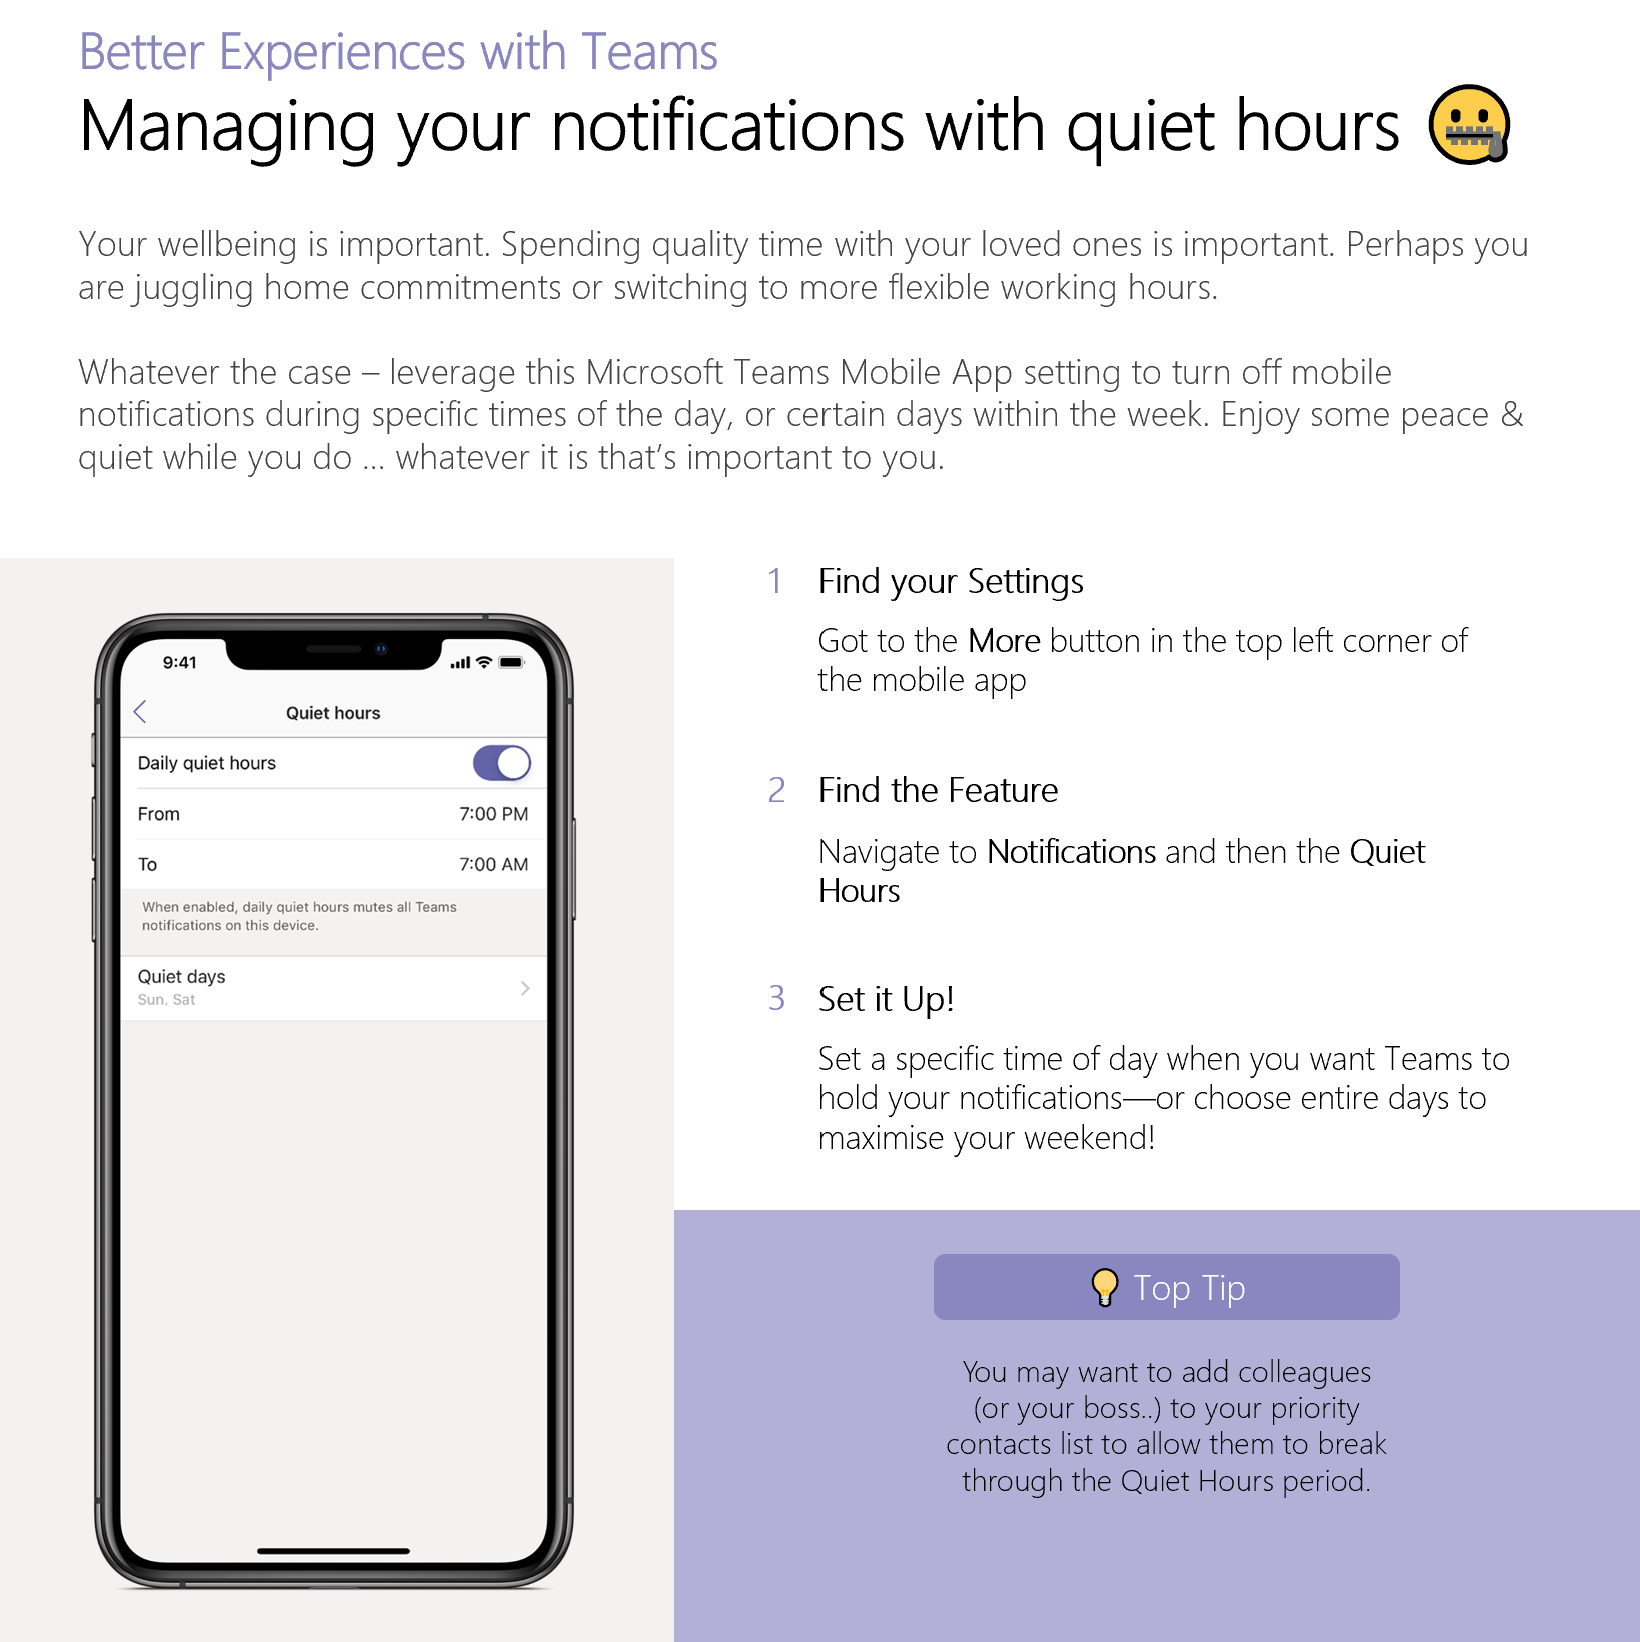 Better Experiences with Teams
Managing your notifications with quiet hours
Your wellbeing is important. Spending quality time with your loved ones is important. Perhaps you
are juggling home commitments or switching to more flexible working hours.
Whatever the case – leverage this Microsoft Teams Mobile App setting to turn off mobile
notifications during specific times of the day, or certain days within the week. Enjoy some peace &
quiet while you do ... whatever it is that's important to you.
9:41
Quiet hours
Daily quiet hours
From 7:00 PM
To 7:00 AM
When enabled, daily quiet hours mutes all Teams
notifications on this device.
Quiet days
Sun, Sat
1 Find your Settings
Got to the More button in the top left corner of
the mobile app
2 Find the Feature
Navigate to Notifications and then the Quiet
Hours
3 Set it Up!
Set a specific time of day when you want Teams to
hold your notifications—or choose entire days to
maximise your weekend!
Top Tip
You may want to add colleagues
(or your boss..) to your priority
contacts list to allow them to break
through the Quiet Hours period.